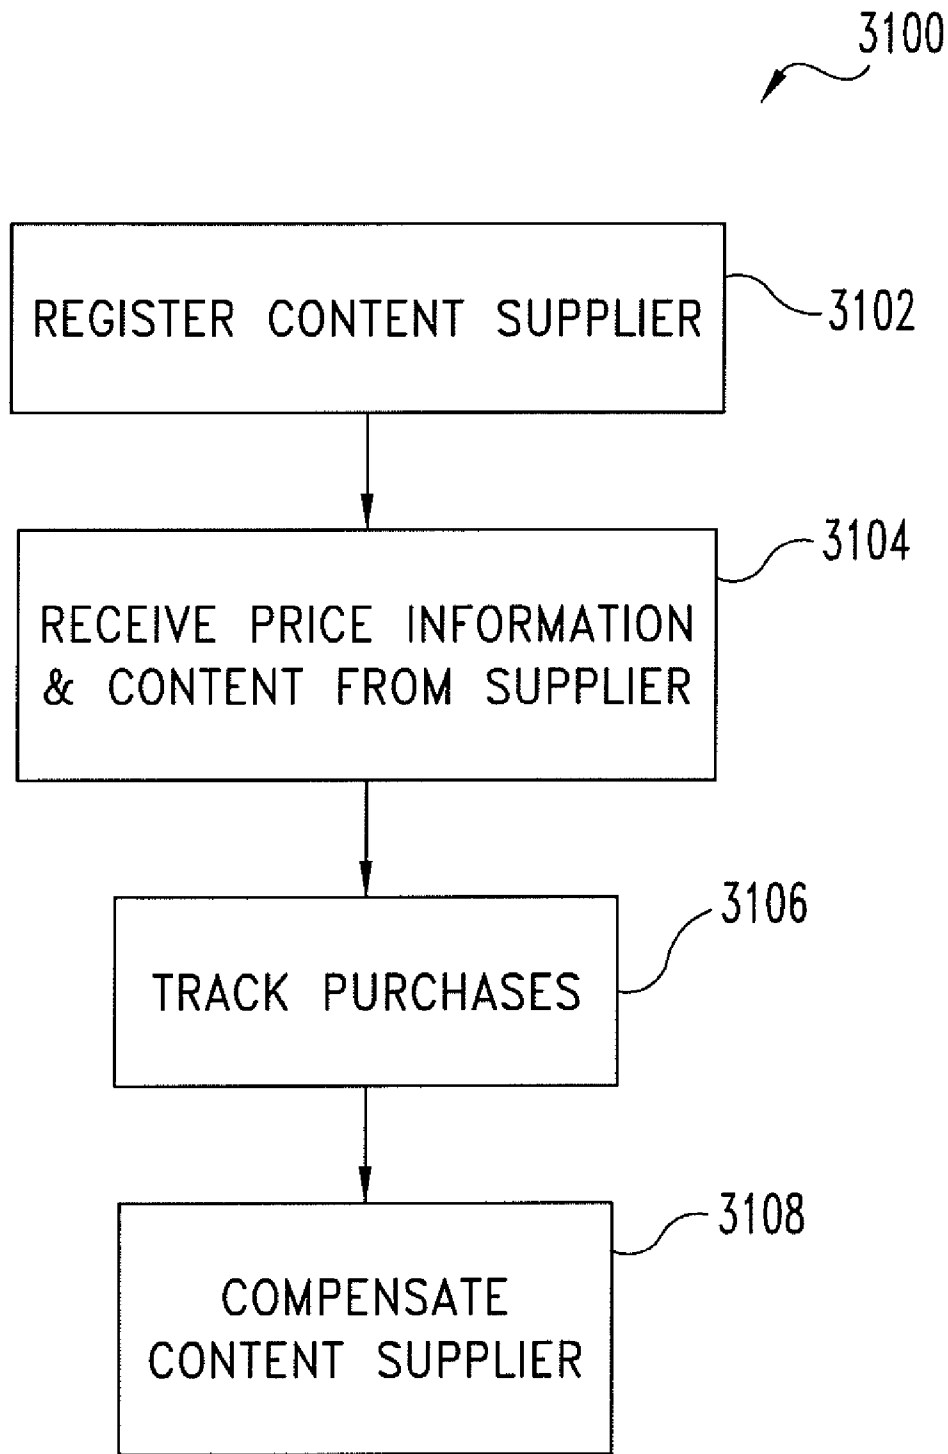 3100
REGISTER CONTENT SUPPLIER
3102
3104
RECEIVE PRICE INFORMATION
& CONTENT FROM SUPPLIER
3106
TRACK PURCHASES
3108
COMPENSATE
CONTENT SUPPLIER